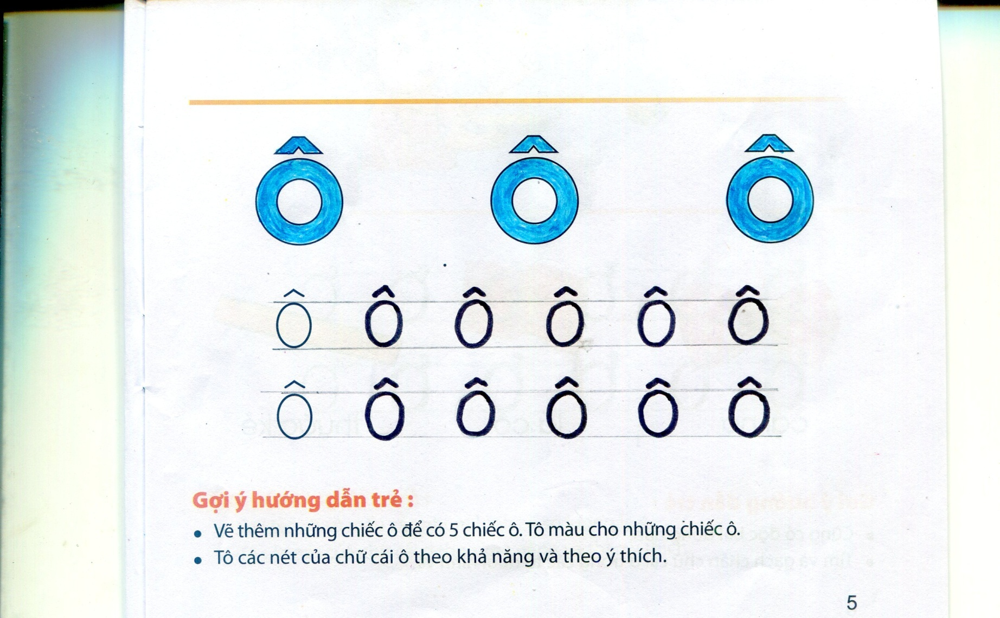 Ô Ô Ô
Ô Ô Ô Ô Ô Ô
Ô Ô Ô Ô Ô Ô
Gợi ý hướng dẫn trẻ :
• Vẽ thêm những chiếc ô để có 5 chiếc ô. Tô màu cho những chiếc ô.
• Tô các nét của chữ cái ô theo khả năng và theo ý thích.
5